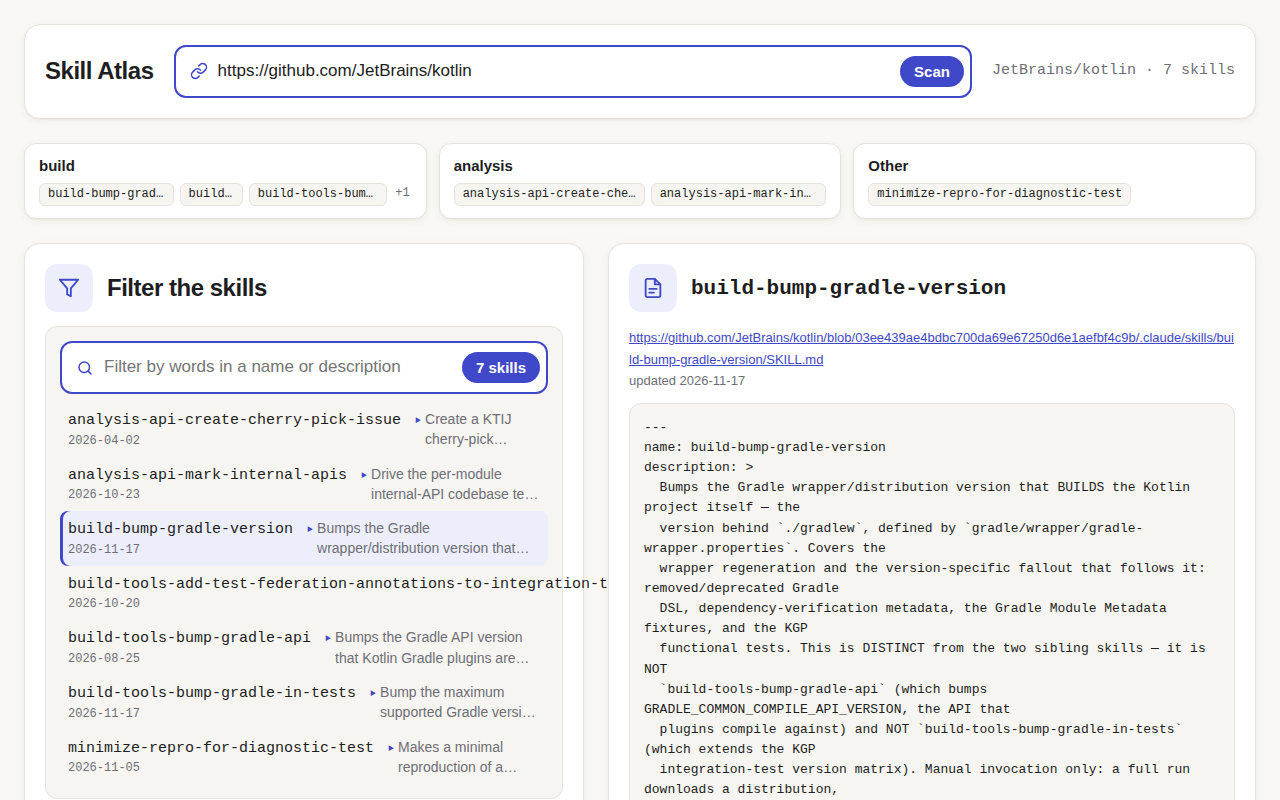 Skill Atlas
https://github.com/JetBrains/kotlin
Scan
JetBrains/kotlin · 7 skills
build
build-bump-grad…
build…
build-tools-bum…
+1
analysis
analysis-api-create-che…
analysis-api-mark-in…
Other
minimize-repro-for-diagnostic-test
Filter the skills
Filter by words in a name or description
7 skills
analysis-api-create-cherry-pick-issue
2026-04-02
Create a KTIJ
cherry-pick…
analysis-api-mark-internal-apis
2026-10-23
Drive the per-module
internal-API codebase te…
build-bump-gradle-version
2026-11-17
Bumps the Gradle
wrapper/distribution version that…
build-tools-add-test-federation-annotations-to-integration-t
2026-10-20
build-tools-bump-gradle-api
2026-08-25
Bumps the Gradle API version
that Kotlin Gradle plugins are…
build-tools-bump-gradle-in-tests
2026-11-17
Bump the maximum
supported Gradle versi…
minimize-repro-for-diagnostic-test
2026-11-05
Makes a minimal
reproduction of a…
build-bump-gradle-version
https://github.com/JetBrains/kotlin/blob/03ee439ae4bdbc700da69e67250d6e1aefbf4c9b/.claude/skills/bui
ld-bump-gradle-version/SKILL.md
updated 2026-11-17
---
name: build-bump-gradle-version
description: >
  Bumps the Gradle wrapper/distribution version that BUILDS the Kotlin
project itself — the
  version behind `./gradlew`, defined by `gradle/wrapper/gradle-
wrapper.properties`. Covers the
  wrapper regeneration and the version-specific fallout that follows it:
removed/deprecated Gradle
  DSL, dependency-verification metadata, the Gradle Module Metadata
fixtures, and the KGP
  functional tests. This is DISTINCT from the two sibling skills — it is
NOT
  `build-tools-bump-gradle-api` (which bumps
GRADLE_COMMON_COMPILE_API_VERSION, the API that
  plugins compile against) and NOT `build-tools-bump-gradle-in-tests`
(which extends the KGP
  integration-test version matrix). Manual invocation only: a full run
downloads a distribution,